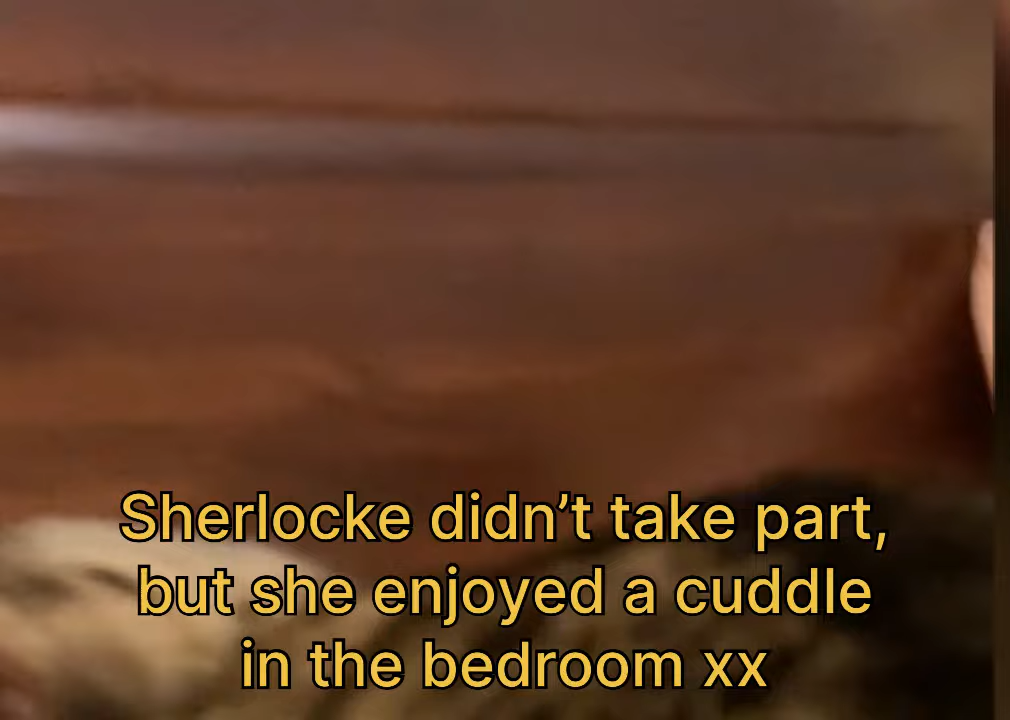 Sherlocke didn’t take part,
but she enjoyed a cuddle
in the bedroom xx